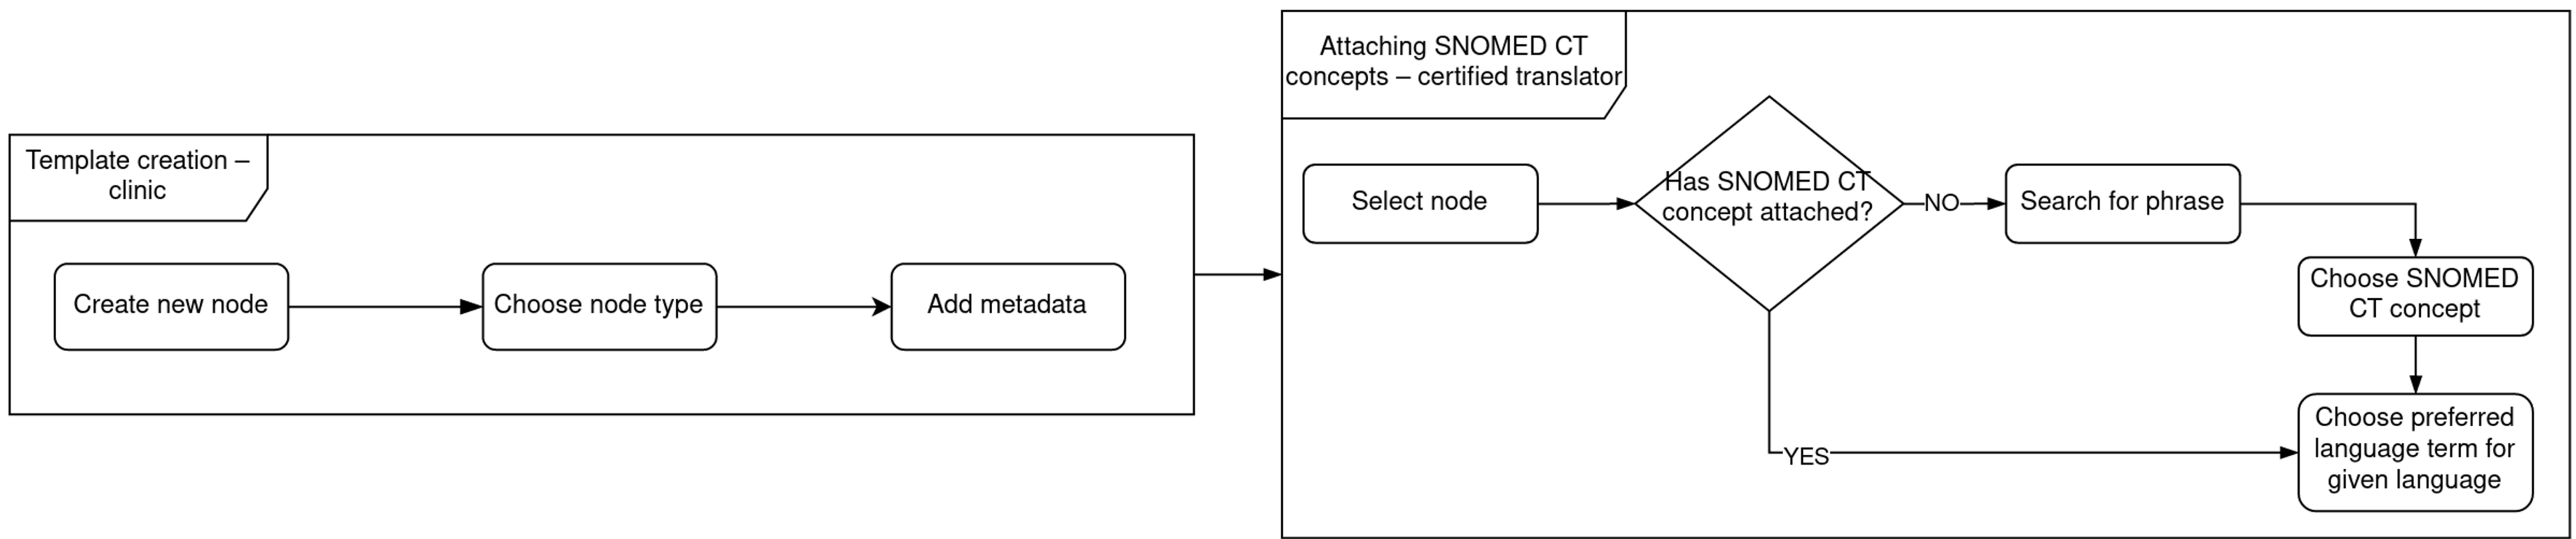 Template creation –
clinic
Create new node
Choose node type
Add metadata
Attaching SNOMED CT
concepts – certified translator
Select node
Has SNOMED CT
concept attached?
NO
Search for phrase
Choose SNOMED
CT concept
YES
Choose preferred
language term for
given language